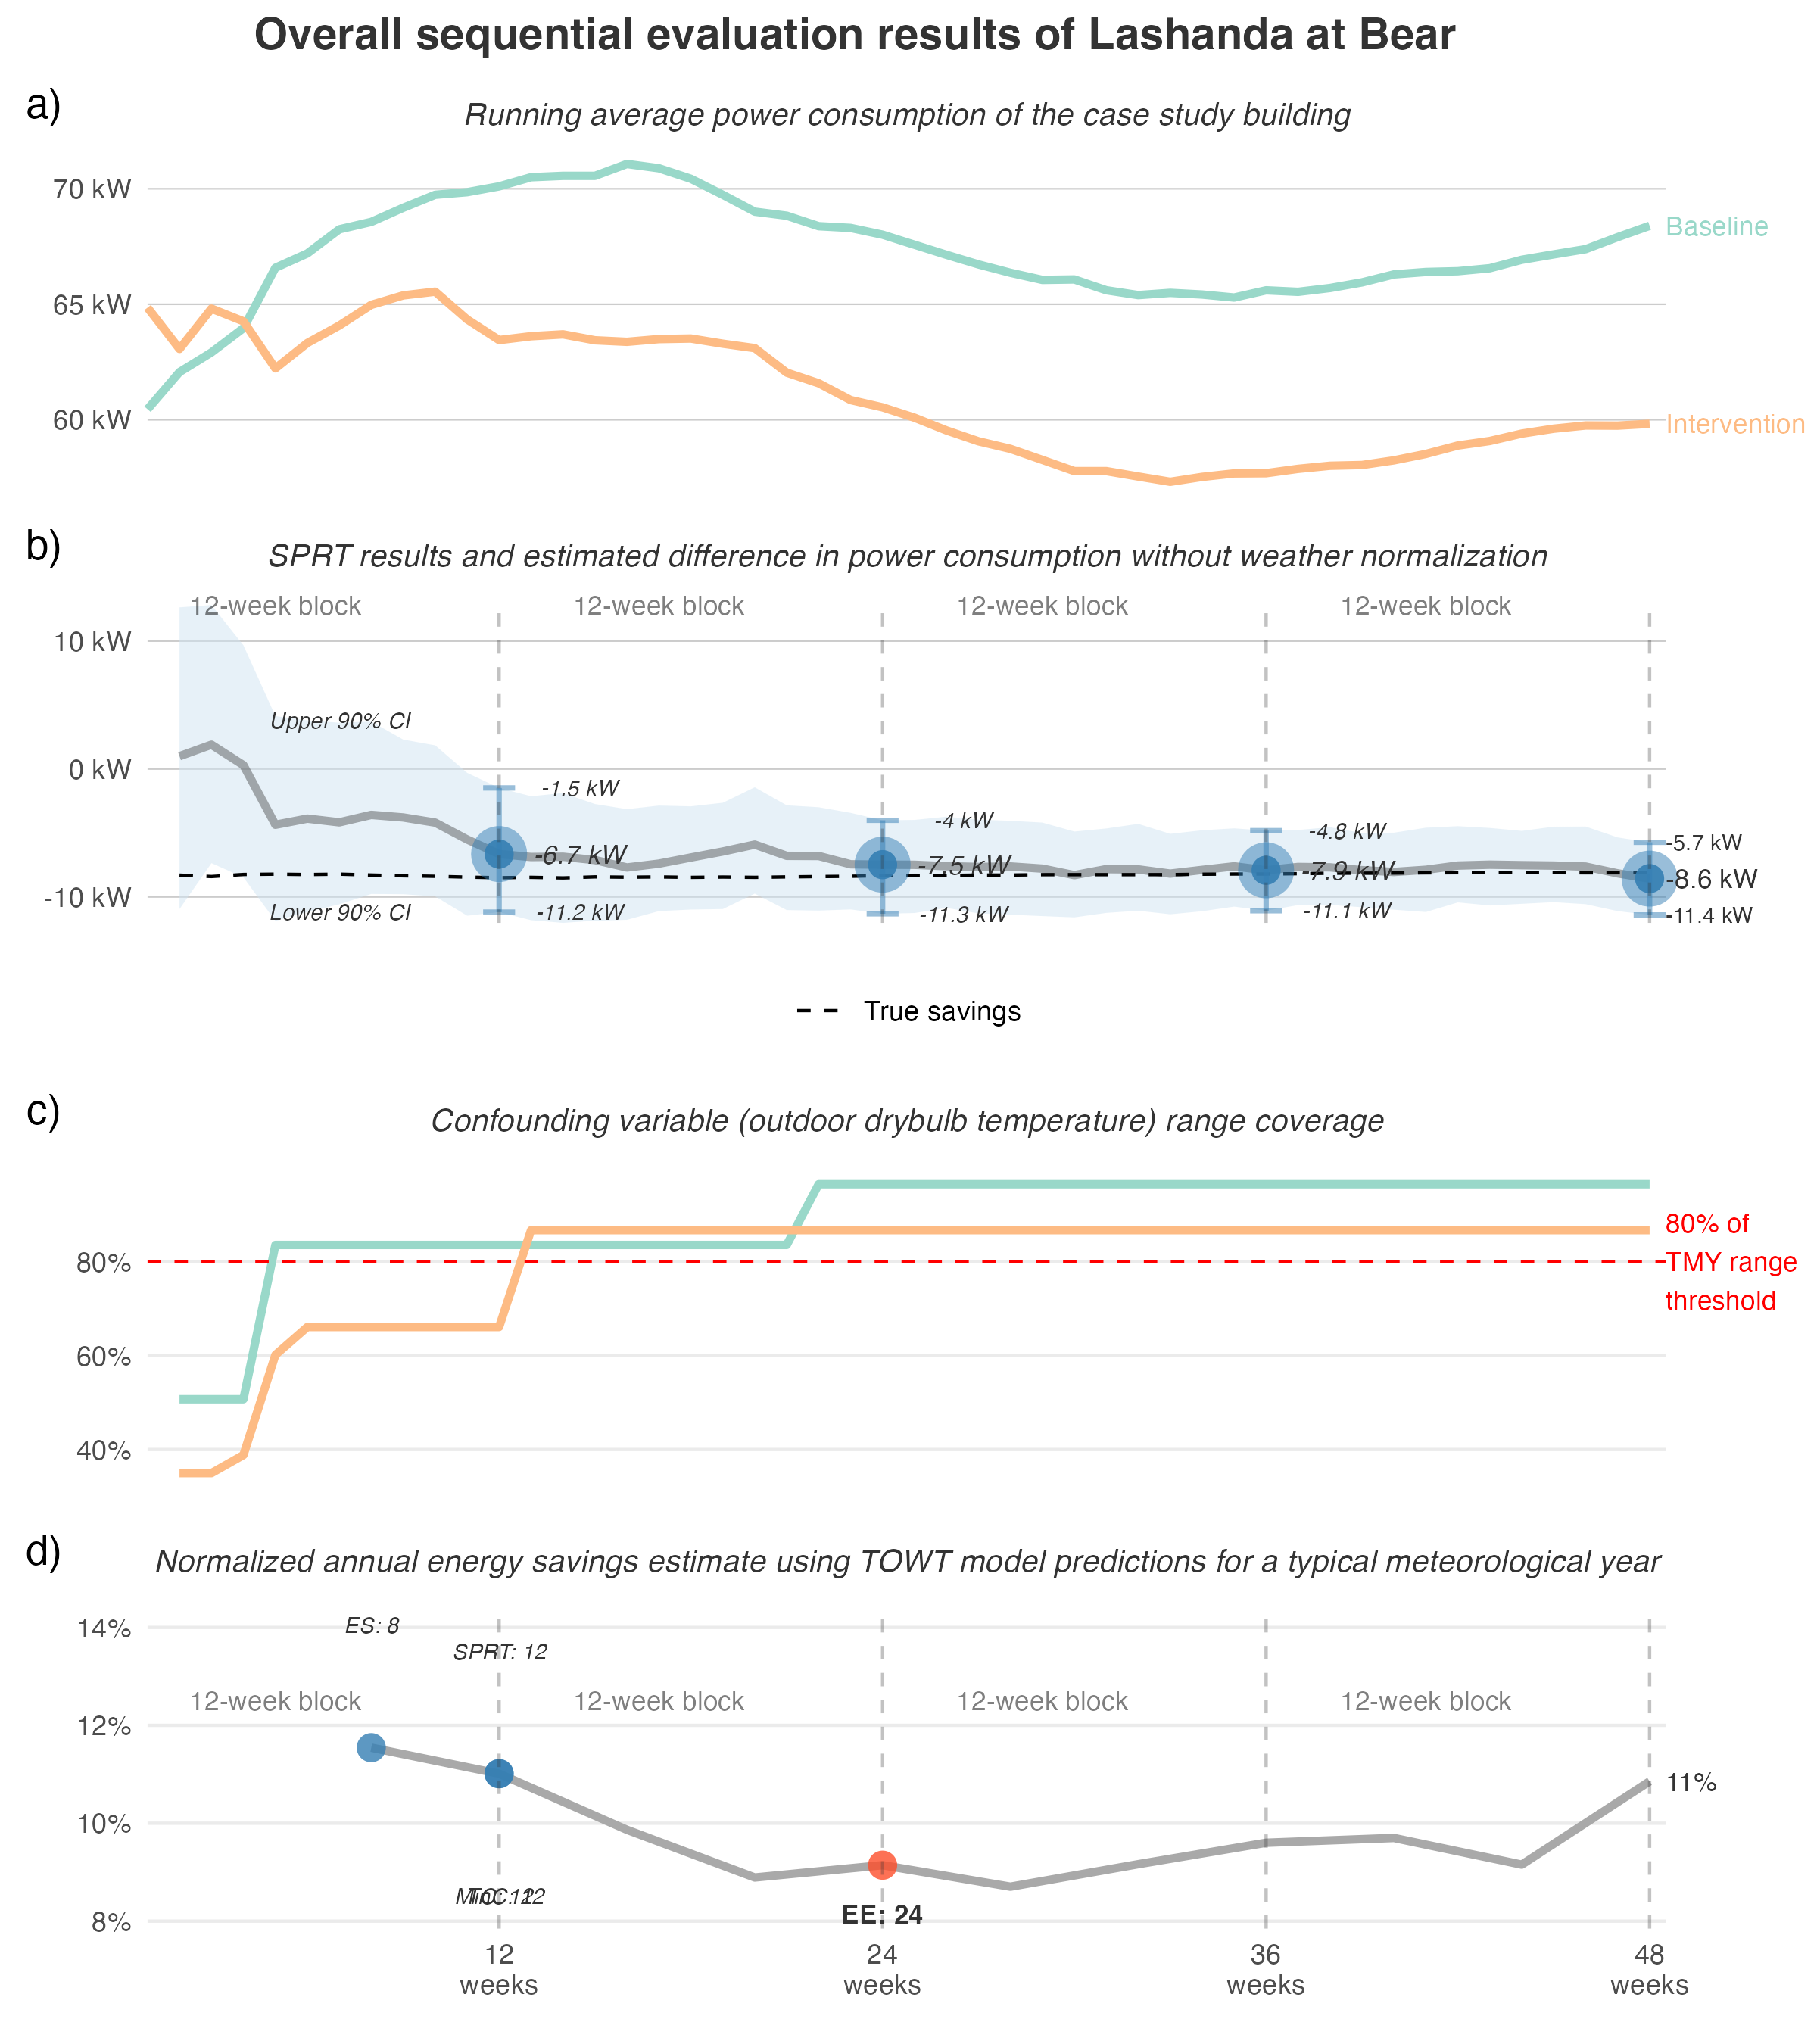 Overall sequential evaluation results of Lashanda at Bear
a)
Running average power consumption of the case study building
70 kW
65 kW
60 kW
Baseline
Intervention
b)
SPRT results and estimated difference in power consumption without weather normalization
12-week block 12-week block 12-week block 12-week block
10 kW
0 kW
-10 kW
Upper 90% CI
Lower 90% CI
-1.5 kW
-6.7 kW
-11.2 kW
-4 kW
-7.5 kW
-11.3 kW
-4.8 kW
-7.9 kW
-11.1 kW
-5.7 kW
-8.6 kW
-11.4 kW
True savings
c)
Confounding variable (outdoor drybulb temperature) range coverage
80%
60%
40%
80% of
TMY range
threshold
d)
Normalized annual energy savings estimate using TOWT model predictions for a typical meteorological year
14%
12%
10%
8%
ES: 8
SPRT: 12
12-week block 12-week block 12-week block 12-week block
11%
EE: 24
12
weeks
24
weeks
36
weeks
48
weeks